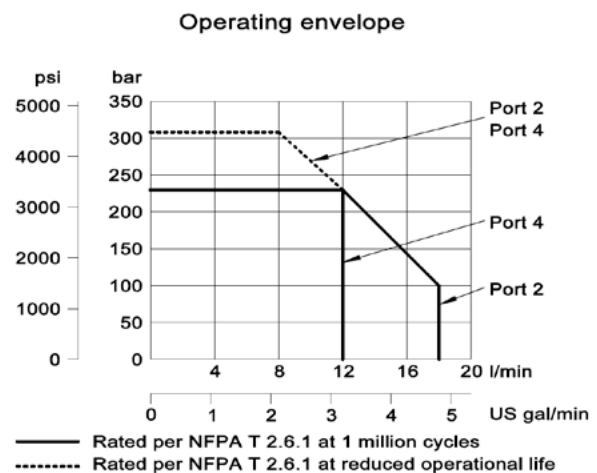 Operating envelope
psi
bar
5000
350
Port 2
300
Port 4
4000
250
3000
200
Port 4
2000
150
100
Port 2
1000
50
0
0
4
8
12
16
20
l/min
0
1
2
3
4
5
US gal/min
Rated per NFPA T 2.6.1 at 1 million cycles
Rated per NFPA T 2.6.1 at reduced operational life